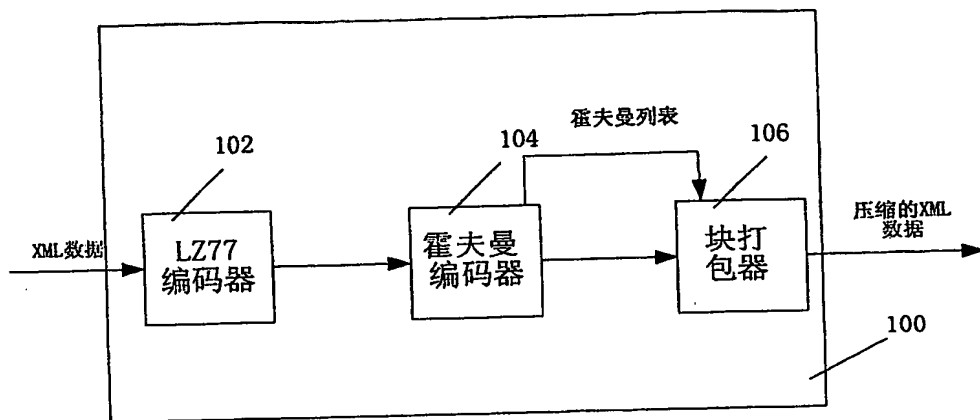 霍夫曼列表
102
104
106
XML数据
LZ77
编码器
霍夫曼
编码器
块打
包器
压缩的XML
数据
100